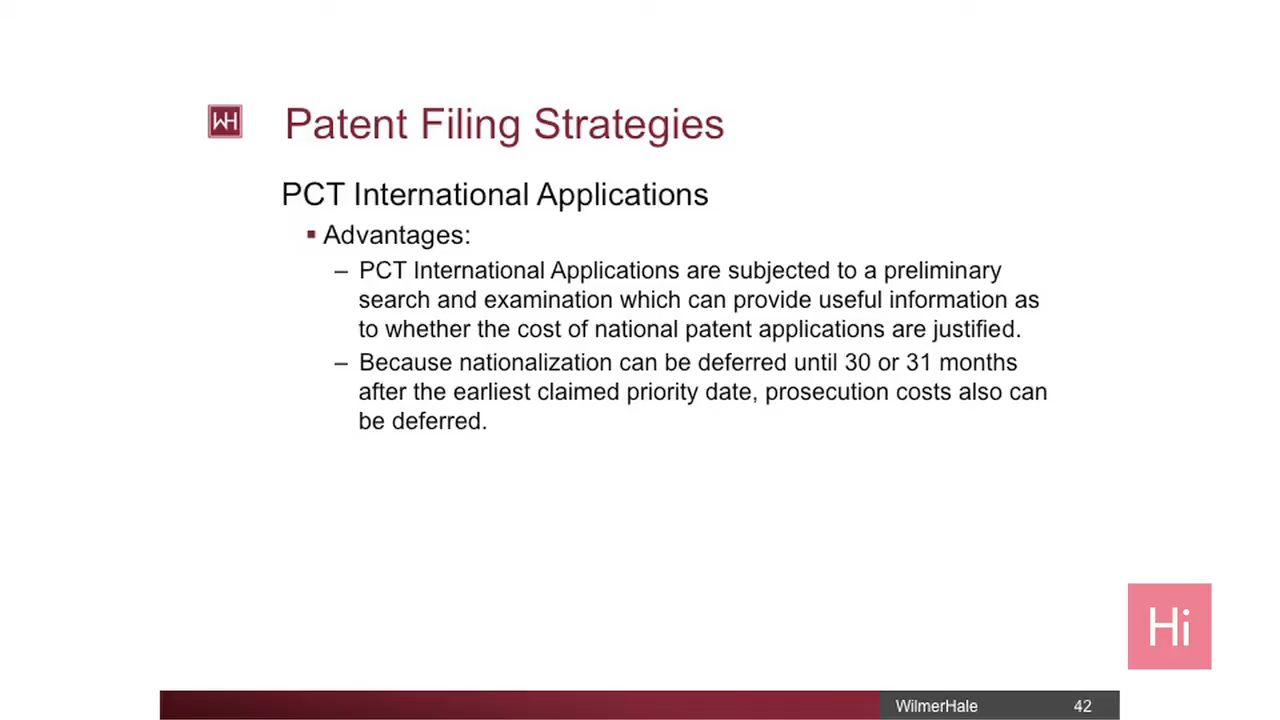 WH
Patent Filing Strategies
PCT International Applications
▪ Advantages:
– PCT International Applications are subjected to a preliminary
search and examination which can provide useful information as
to whether the cost of national patent applications are justified.
– Because nationalization can be deferred until 30 or 31 months
after the earliest claimed priority date, prosecution costs also can
be deferred.
Hi
WilmerHale 42